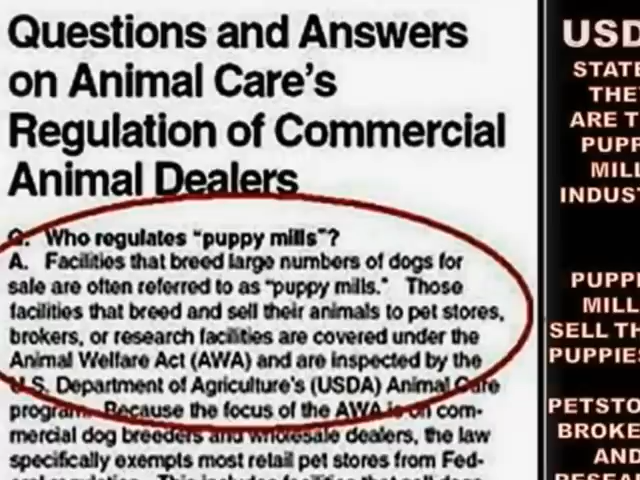 Questions and Answers
on Animal Care's
Regulation of Commercial
Animal Dealers
Q. Who regulates "puppy mills"?
A. Facilities that breed large numbers of dogs for
sale are often referred to as "puppy mills." Those
facilities that breed and sell their animals to pet stores,
brokers, or research facilities are covered under the
Animal Welfare Act (AWA) and are inspected by the
U.S. Department of Agriculture's (USDA) Animal Care
program. Because the focus of the AWA is on com-
mercial dog breeders and wholesale dealers, the law
specifically exempts most retail pet stores from Fed-
USD
STATE
THE
ARE T
PUPP
MILL
INDUST
PUPP
MILL
SELL TH
PUPPIES
PETSTO
BROKE
AND